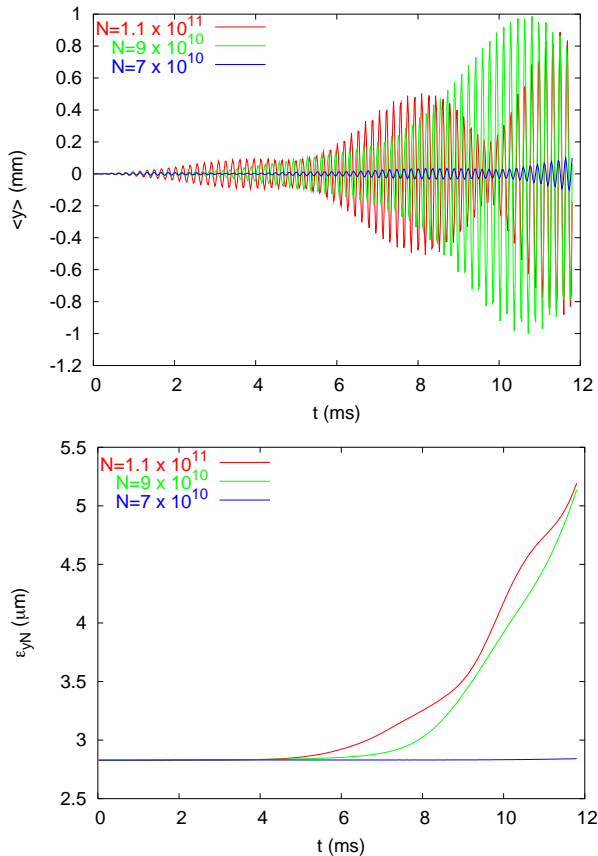 N=1.1 x 10^11
N=9 x 10^10
N=7 x 10^10
1
0.8
0.6
0.4
0.2
0
-0.2
-0.4
-0.6
-0.8
-1
-1.2
<y> (mm)
0 2 4 6 8 10 12
t (ms)
5.5
N=1.1 x 10^11
N=9 x 10^10
N=7 x 10^10
5
4.5
4
3.5
3
2.5
ε_yN (μm)
0 2 4 6 8 10 12
t (ms)